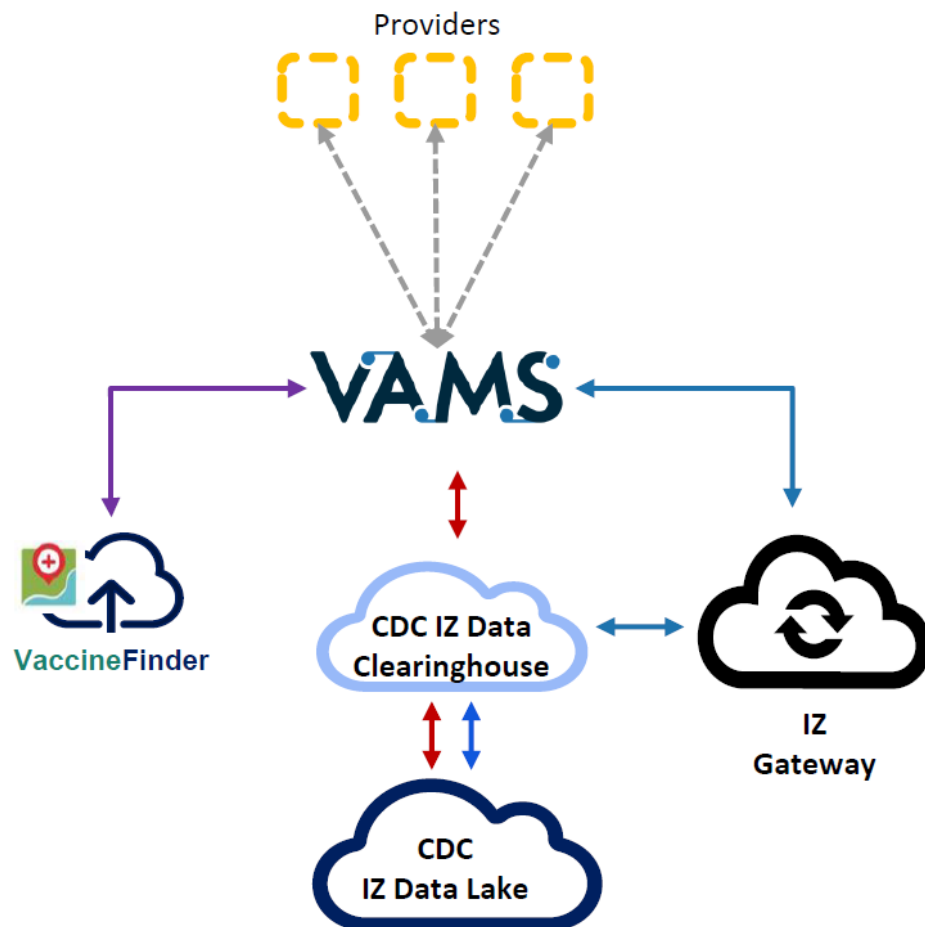 Providers
VAMS
VaccineFinder
CDC IZ Data
Clearinghouse
IZ
Gateway
CDC
IZ Data Lake